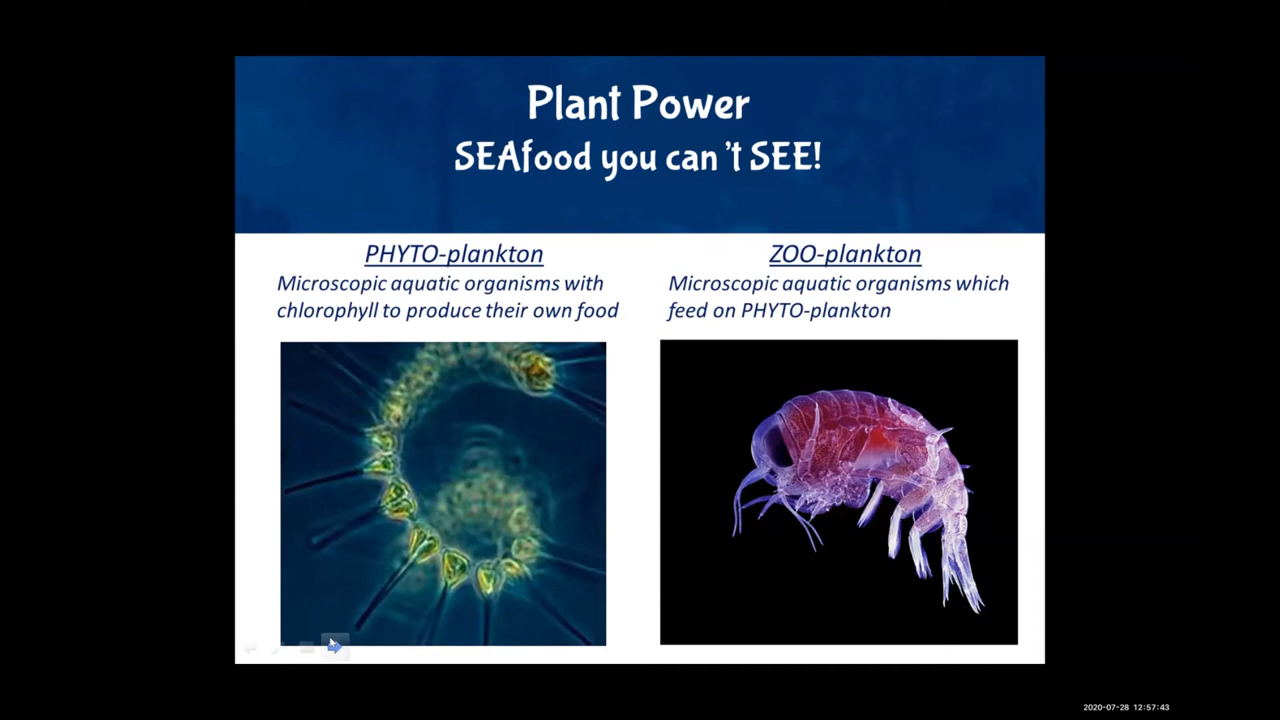 Plant Power
SEAfood you can 't SEE!
PHYTO-plankton
Microscopic aquatic organisms with
chlorophyll to produce their own food
ZOO-plankton
Microscopic aquatic organisms which
feed on PHYTO-plankton
2020-07-28 12:57:43